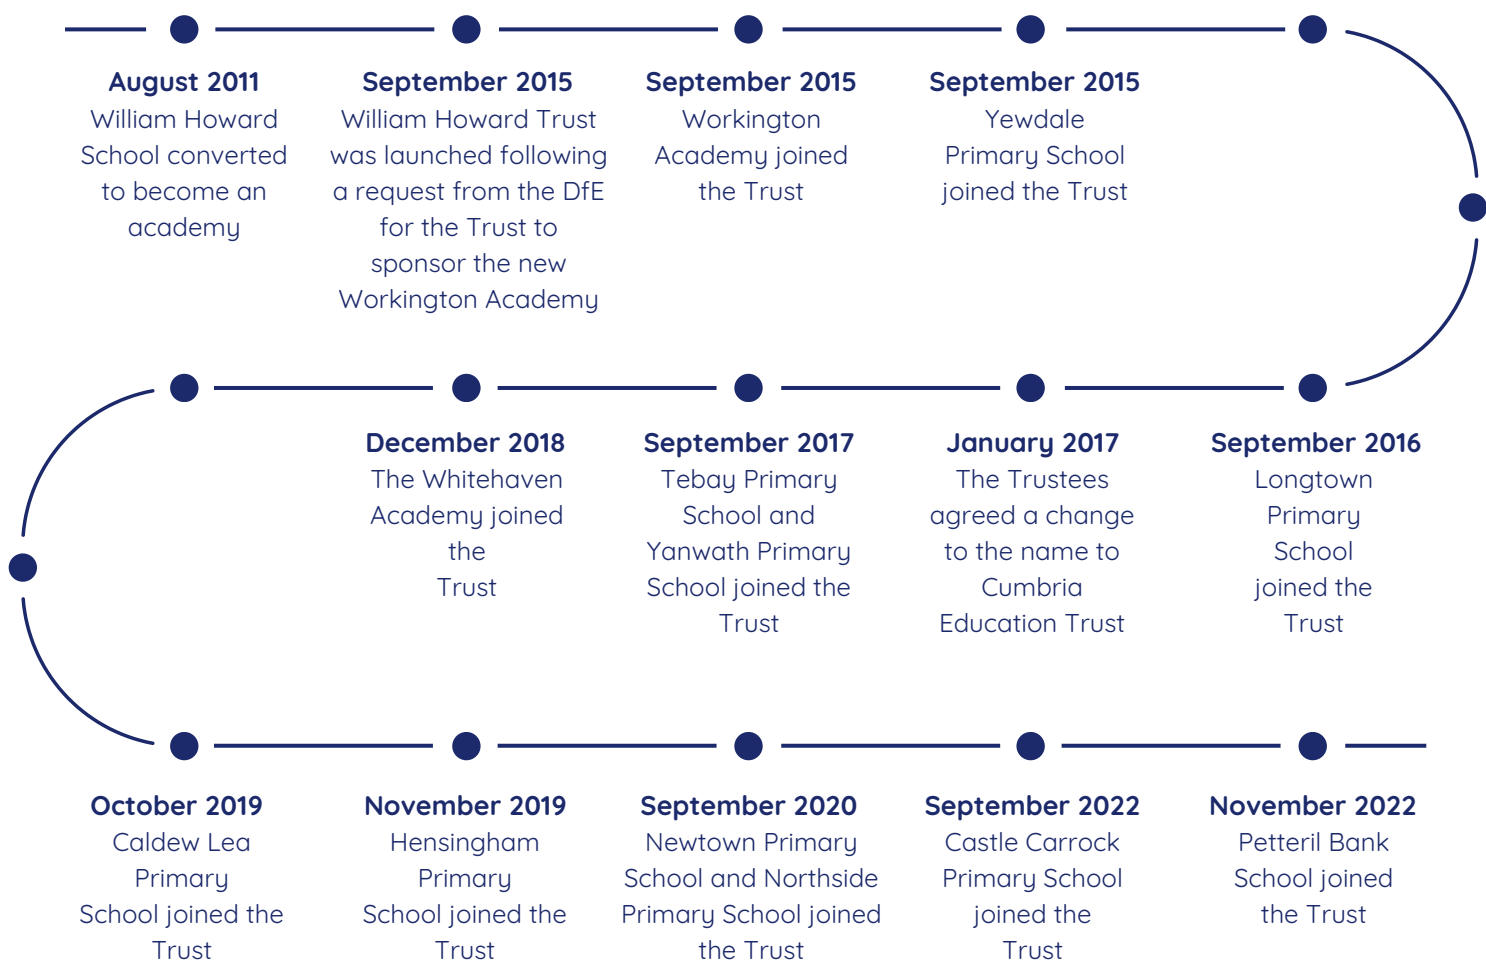 August 2011
William Howard
School converted
to become an
academy
September 2015
William Howard Trust
was launched following
a request from the DfE
for the Trust to
sponsor the new
Workington Academy
September 2015
Workington
Academy joined
the Trust
September 2015
Yewdale
Primary School
joined the Trust
September 2016
Longtown
Primary
School
joined the
Trust
January 2017
The Trustees
agreed a change
to the name to
Cumbria
Education Trust
September 2017
Tebay Primary
School and
Yanwath Primary
School joined the
Trust
December 2018
The Whitehaven
Academy joined
the
Trust
October 2019
Caldew Lea
Primary
School joined the
Trust
November 2019
Hensingham
Primary
School joined the
Trust
September 2020
Newtown Primary
School and Northside
Primary School joined
the Trust
September 2022
Castle Carrock
Primary School
joined the
Trust
November 2022
Petteril Bank
School joined
the Trust